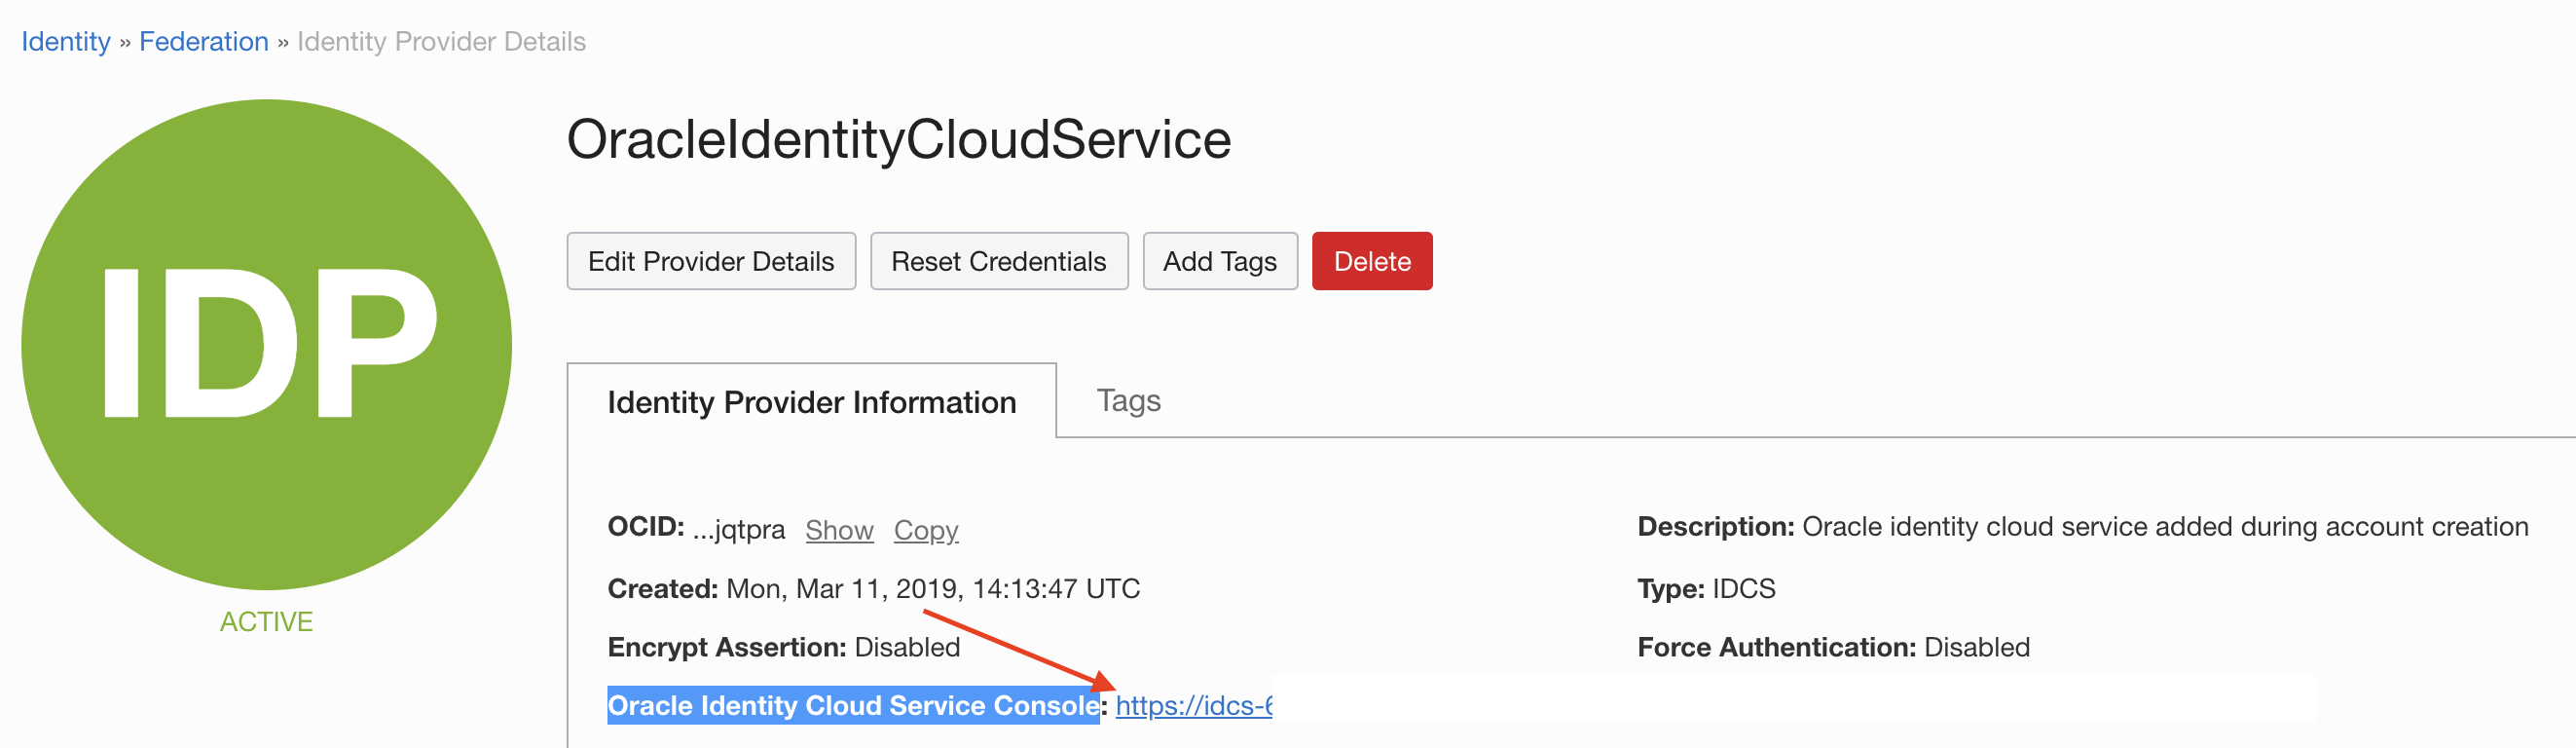 Identity » Federation » Identity Provider Details
IDP
ACTIVE
OracleIdentityCloudService
Edit Provider Details Reset Credentials Add Tags Delete
Identity Provider Information Tags
OCID: ...jqtpra Show Copy
Description: Oracle identity cloud service added during account creation
Created: Mon, Mar 11, 2019, 14:13:47 UTC
Type: IDCS
Encrypt Assertion: Disabled
Force Authentication: Disabled
Oracle Identity Cloud Service Console: https://idcs-6